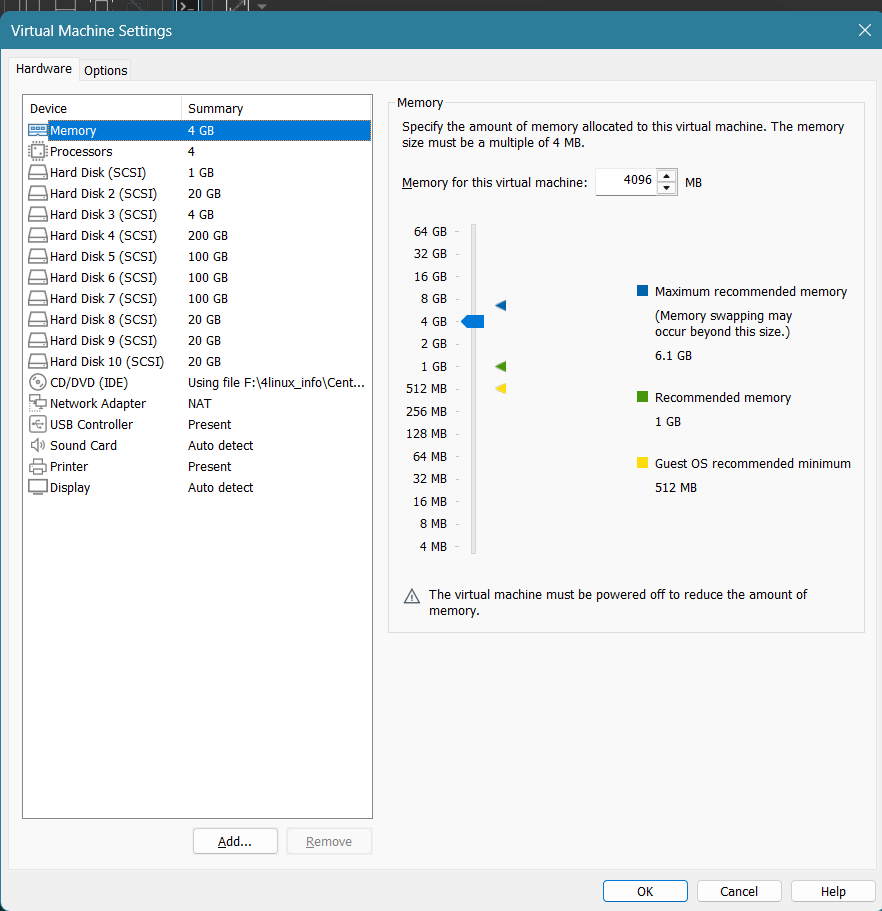 Virtual Machine Settings
Hardware Options
Device Summary
Memory 4 GB
Processors 4
Hard Disk (SCSI) 1 GB
Hard Disk 2 (SCSI) 20 GB
Hard Disk 3 (SCSI) 4 GB
Hard Disk 4 (SCSI) 200 GB
Hard Disk 5 (SCSI) 100 GB
Hard Disk 6 (SCSI) 100 GB
Hard Disk 7 (SCSI) 100 GB
Hard Disk 8 (SCSI) 20 GB
Hard Disk 9 (SCSI) 20 GB
Hard Disk 10 (SCSI) 20 GB
CD/DVD (IDE) Using file F:\4linux_info\Cent...
Network Adapter NAT
USB Controller Present
Sound Card Auto detect
Printer Present
Display Auto detect
Add... Remove
Memory
Specify the amount of memory allocated to this virtual machine. The memory
size must be a multiple of 4 MB.
Memory for this virtual machine: 4096 MB
64 GB
32 GB
16 GB
8 GB
4 GB
2 GB
1 GB
512 MB
256 MB
128 MB
64 MB
32 MB
16 MB
8 MB
4 MB
Maximum recommended memory
(Memory swapping may
occur beyond this size.)
6.1 GB
Recommended memory
1 GB
Guest OS recommended minimum
512 MB
The virtual machine must be powered off to reduce the amount of
memory.
OK Cancel Help